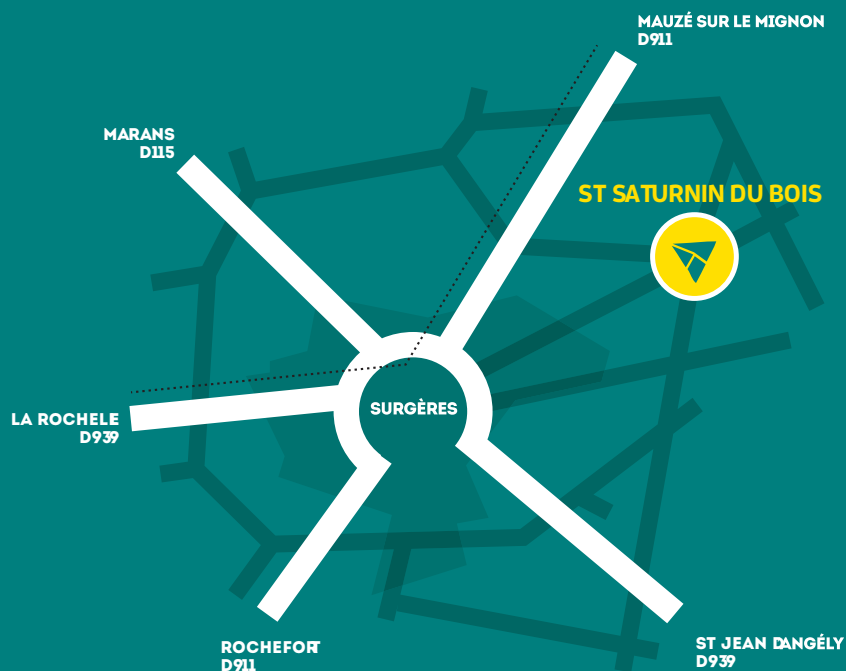 MAUZÉ SUR LE MIGNON
D911
MARANS
D115
ST SATURNIN DU BOIS
SURGÈRES
LA ROCHELE
D939
ROCHEFORT
D911
ST JEAN DANGÉLY
D939